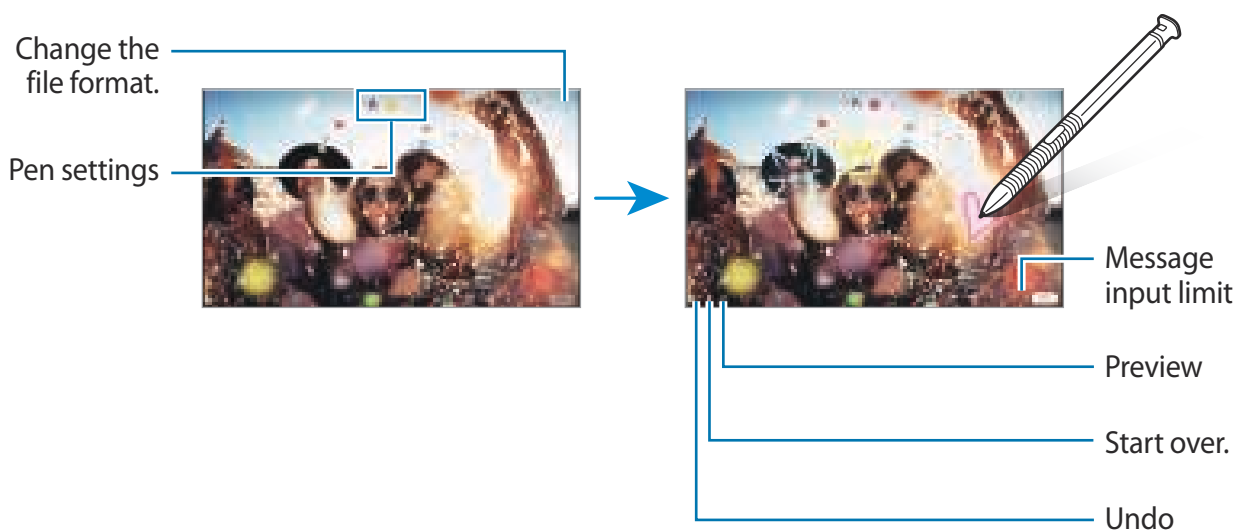 Change the
file format.
Pen settings
Message
input limit
Preview
Start over.
Undo